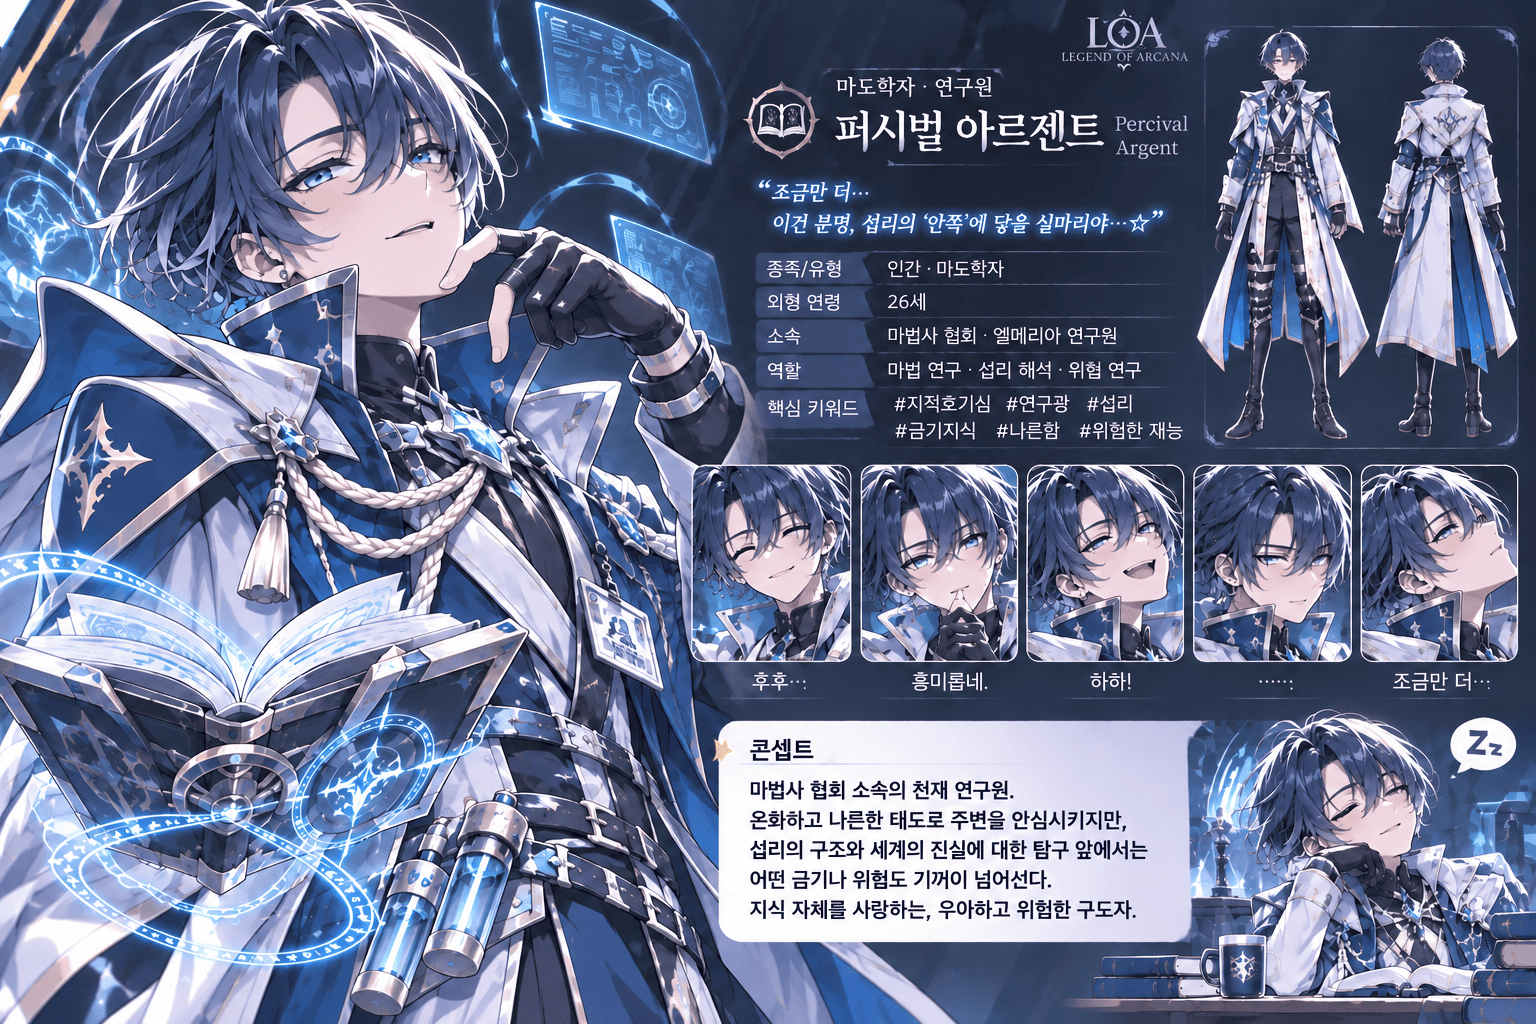 LOA
LEGEND OF ARCANA
마도학자 · 연구원
퍼시벌 아르젠트
Percival
Argent
“조금만 더…
이건 분명, 섭리의 ‘안쪽’에 닿을 실마리야…☆”
종족/유형 인간 · 마도학자
외형 연령 26세
소속 마법사 협회 · 엘메리아 연구원
역할 마법 연구 · 섭리 해석 · 위협 연구
핵심 키워드 #지적호기심 #연구광 #섭리
#금기지식 #나른함 #위험한 재능
후후…
흥미롭네.
하하!
……
조금만 더…
콘셉트
마법사 협회 소속의 천재 연구원.
온화하고 나른한 태도로 주변을 안심시키지만,
섭리의 구조와 세계의 진실에 대한 탐구 앞에서는
어떤 금기나 위험도 기꺼이 넘어선다.
지식 자체를 사랑하는, 우아하고 위험한 구도자.
Zz